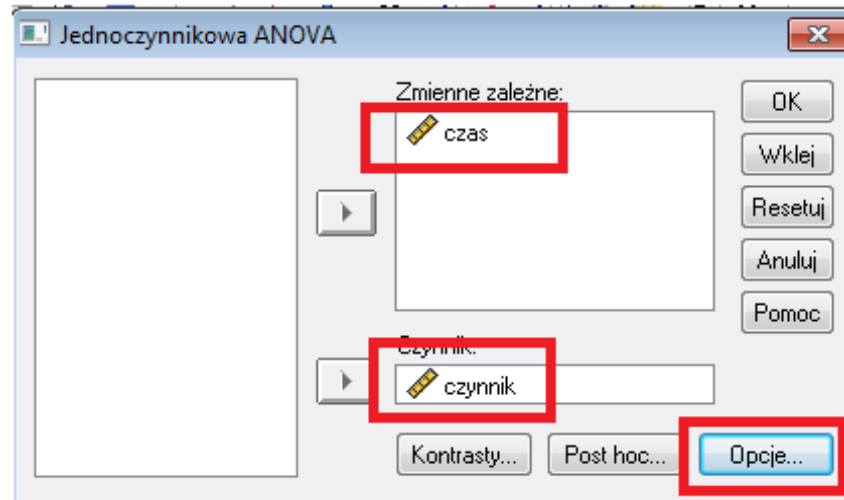 Jednoczynnikowa ANOVA
Zmienne zależne:
czas
OK
Wklej
Resetuj
Anuluj
Pomoc
Czynnik:
czynnik
Kontrasty...
Post hoc...
Opcje...